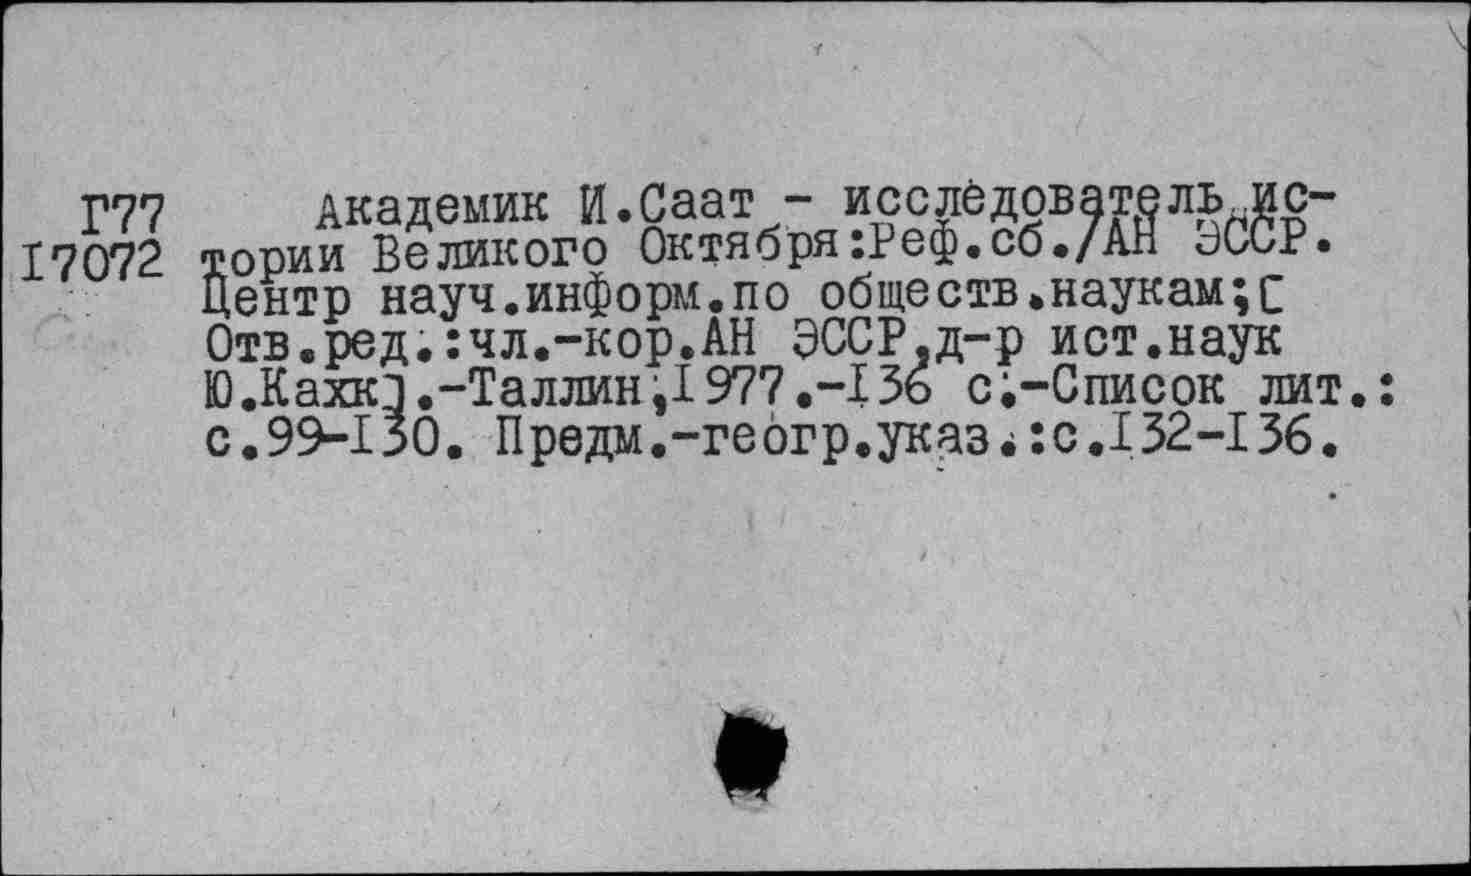 Г77 Академик И.Саат - исследователь ис-
I7072 тории Великого Октября:Реф.сб./АН ЭССР.
Центр науч.информ.по обществ.наукам;[
Отв.ред.:чл.-кор.АН ЭССР,д-р ист.наук
Ю.Кахк].-Таллин,I977.-I36 с.-Список лит.:
с.99-I30. Предм.-геогр.указ.:с.I32-I36.